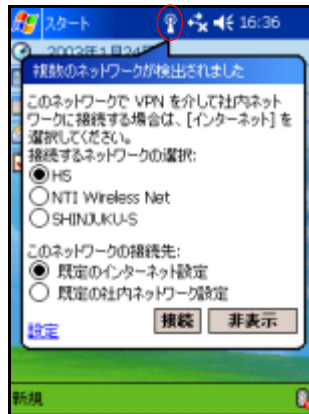 スタート 16:36
2003年1月24日
複数のネットワークが検出されました
このネットワークで VPN を介して社内ネット
ワークに接続する場合は、[インターネット] を
選択してください。
接続するネットワークの選択:
HS
NTI Wireless Net
SHINJUKU-S
このネットワークの接続先:
既定のインターネット設定
既定の社内ネットワーク設定
設定 接続 非表示
新規